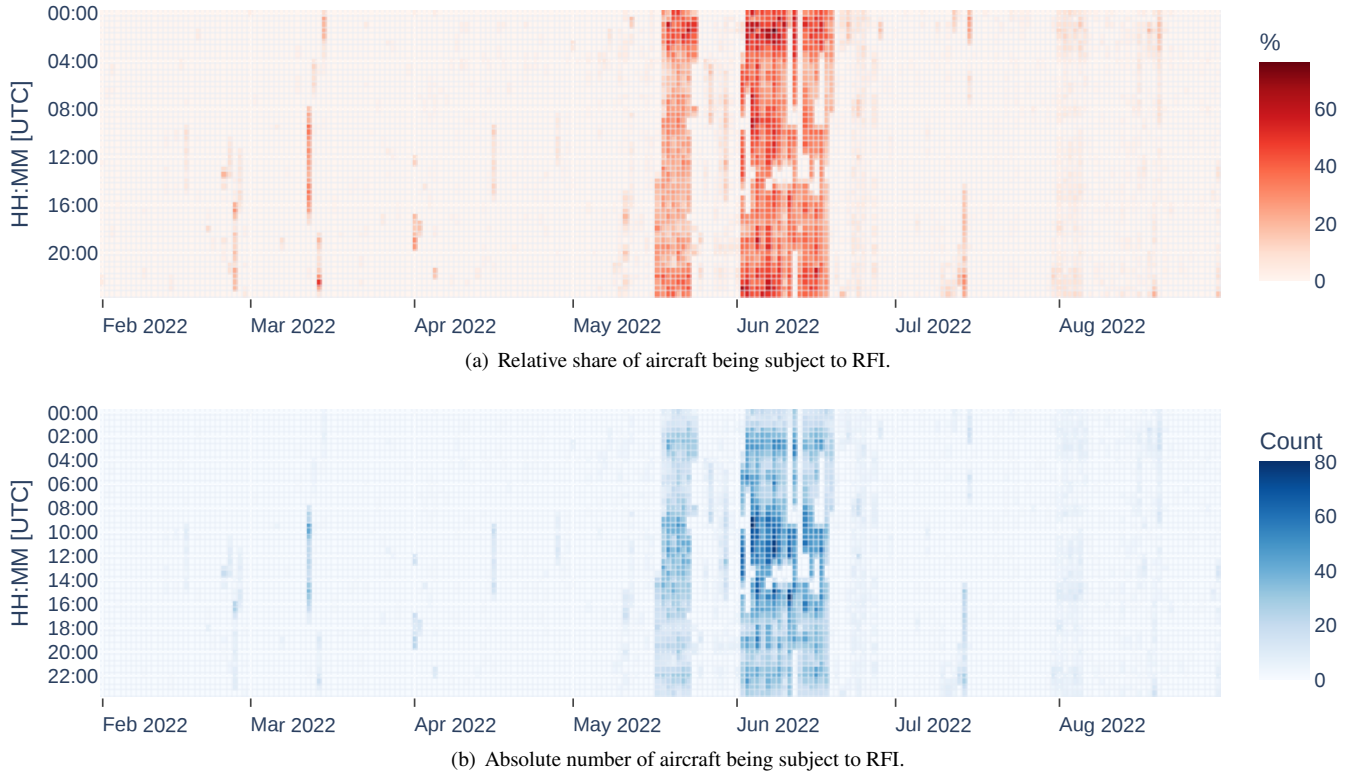 00:00
04:00
08:00
12:00
16:00
20:00
HH:MM [UTC]
%
60
40
20
0
Feb 2022
Mar 2022
Apr 2022
May 2022
Jun 2022
Jul 2022
Aug 2022
(a) Relative share of aircraft being subject to RFI.
00:00
02:00
04:00
06:00
08:00
10:00
12:00
14:00
16:00
18:00
20:00
22:00
HH:MM [UTC]
Count
80
60
40
20
0
Feb 2022
Mar 2022
Apr 2022
May 2022
Jun 2022
Jul 2022
Aug 2022
(b) Absolute number of aircraft being subject to RFI.